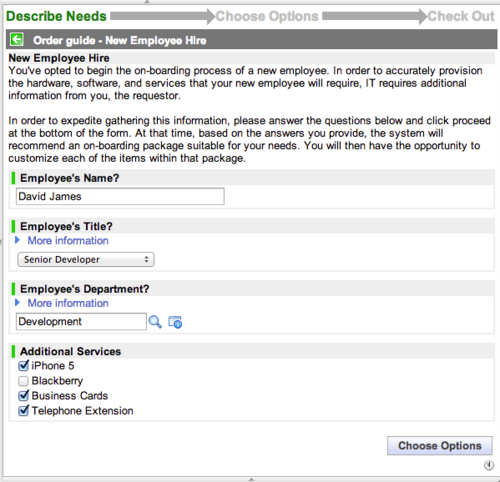 Describe Needs Choose Options Check Out
Order guide - New Employee Hire
New Employee Hire
You've opted to begin the on-boarding process of a new employee. In order to accurately provision
the hardware, software, and services that your new employee will require, IT requires additional
information from you, the requestor.
In order to expedite gathering this information, please answer the questions below and click proceed
at the bottom of the form. At that time, based on the answers you provide, the system will
recommend an on-boarding package suitable for your needs. You will then have the opportunity to
customize each of the items within that package.
Employee's Name?
David James
Employee's Title?
More information
Senior Developer
Employee's Department?
More information
Development
Additional Services
iPhone 5
Blackberry
Business Cards
Telephone Extension
Choose Options